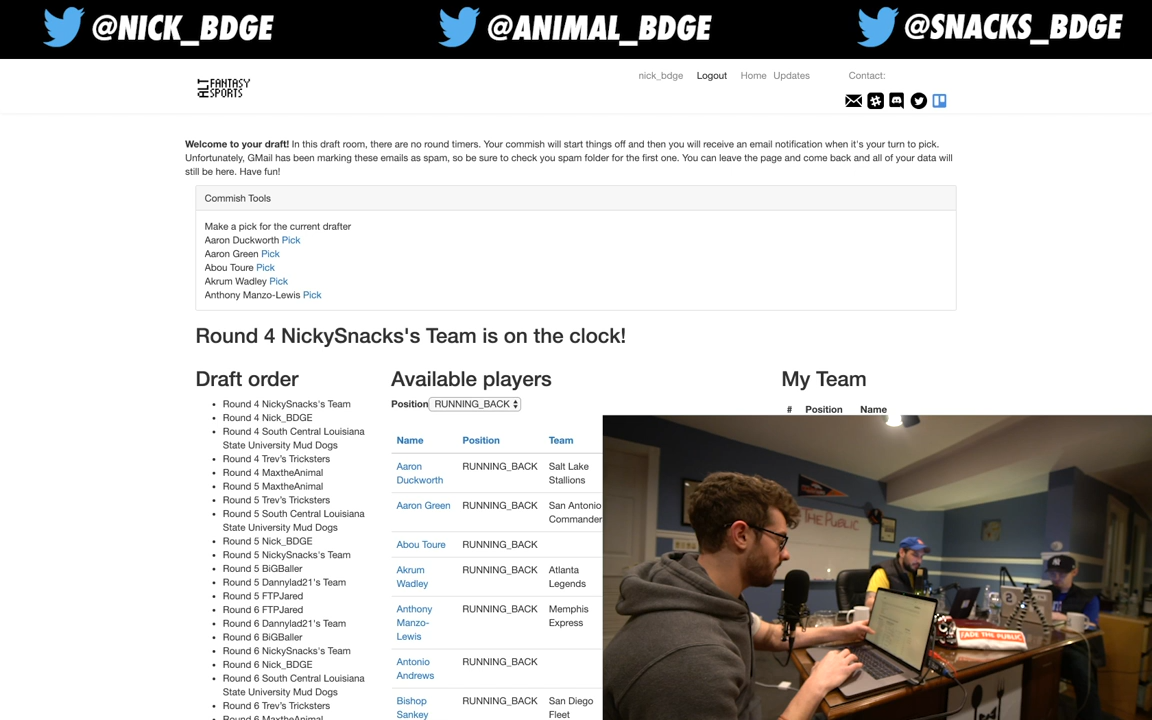 @NICK_BDGE @ANIMAL_BDGE @SNACKS_BDGE
ALT FANTASY SPORTS
nick_bdge Logout Home Updates Contact:
Welcome to your draft! In this draft room, there are no round timers. Your commish will start things off and then you will receive an email notification when it's your turn to pick.
Unfortunately, GMail has been marking these emails as spam, so be sure to check you spam folder for the first one. You can leave the page and come back and all of your data will
still be here. Have fun!
Commish Tools
Make a pick for the current drafter
Aaron Duckworth Pick
Aaron Green Pick
Abou Toure Pick
Akrum Wadley Pick
Anthony Manzo-Lewis Pick
Round 4 NickySnacks's Team is on the clock!
Draft order
Round 4 NickySnacks's Team
Round 4 Nick_BDGE
Round 4 South Central Louisiana
State University Mud Dogs
Round 4 Trev's Tricksters
Round 4 MaxtheAnimal
Round 5 MaxtheAnimal
Round 5 Trev's Tricksters
Round 5 South Central Louisiana
State University Mud Dogs
Round 5 Nick_BDGE
Round 5 NickySnacks's Team
Round 5 BiGBaller
Round 5 Dannylad21's Team
Round 5 FTPJared
Round 6 FTPJared
Round 6 Dannylad21's Team
Round 6 BiGBaller
Round 6 NickySnacks's Team
Round 6 Nick_BDGE
Round 6 South Central Louisiana
State University Mud Dogs
Round 6 Trev's Tricksters
Round 6 MaxtheAnimal
Available players
Position RUNNING_BACK
Name Position Team
Aaron Duckworth RUNNING_BACK Salt Lake Stallions
Aaron Green RUNNING_BACK San Antonio Commander
Abou Toure RUNNING_BACK
Akrum Wadley RUNNING_BACK Atlanta Legends
Anthony Manzo-Lewis RUNNING_BACK Memphis Express
Antonio Andrews RUNNING_BACK
Bishop Sankey RUNNING_BACK San Diego Fleet
My Team
# Position Name
THE PUBLIC
FADE THE PUBLIC